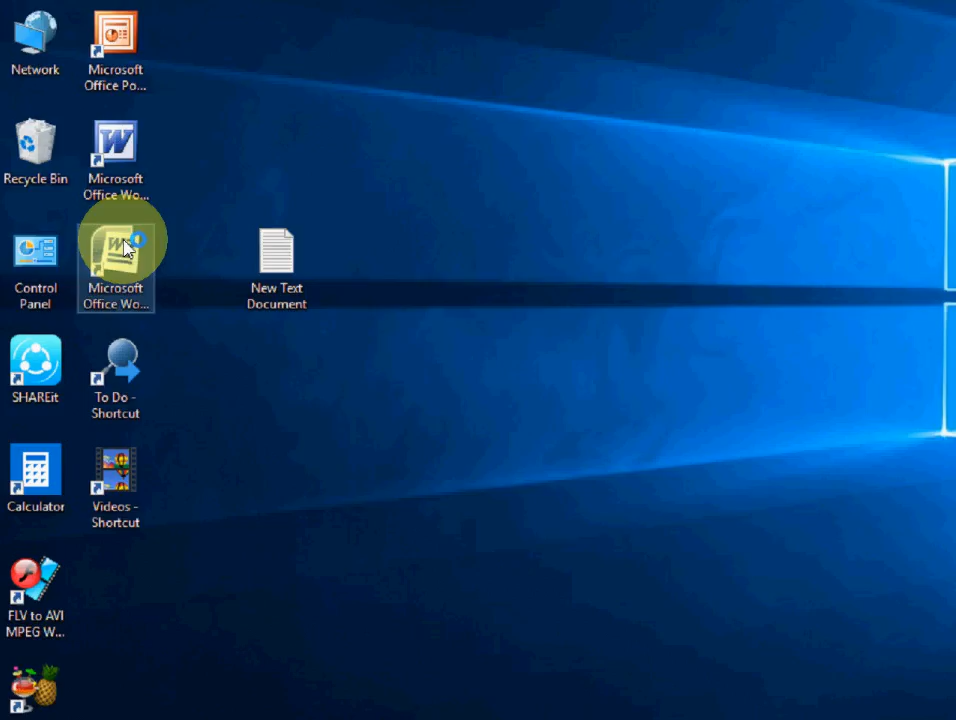 Network
Microsoft
Office Po...
Recycle Bin
Microsoft
Office Wo...
Control
Panel
Microsoft
Office Wo...
New Text
Document
SHAREit
To Do -
Shortcut
Calculator
Videos -
Shortcut
FLV to AVI
MPEG W...